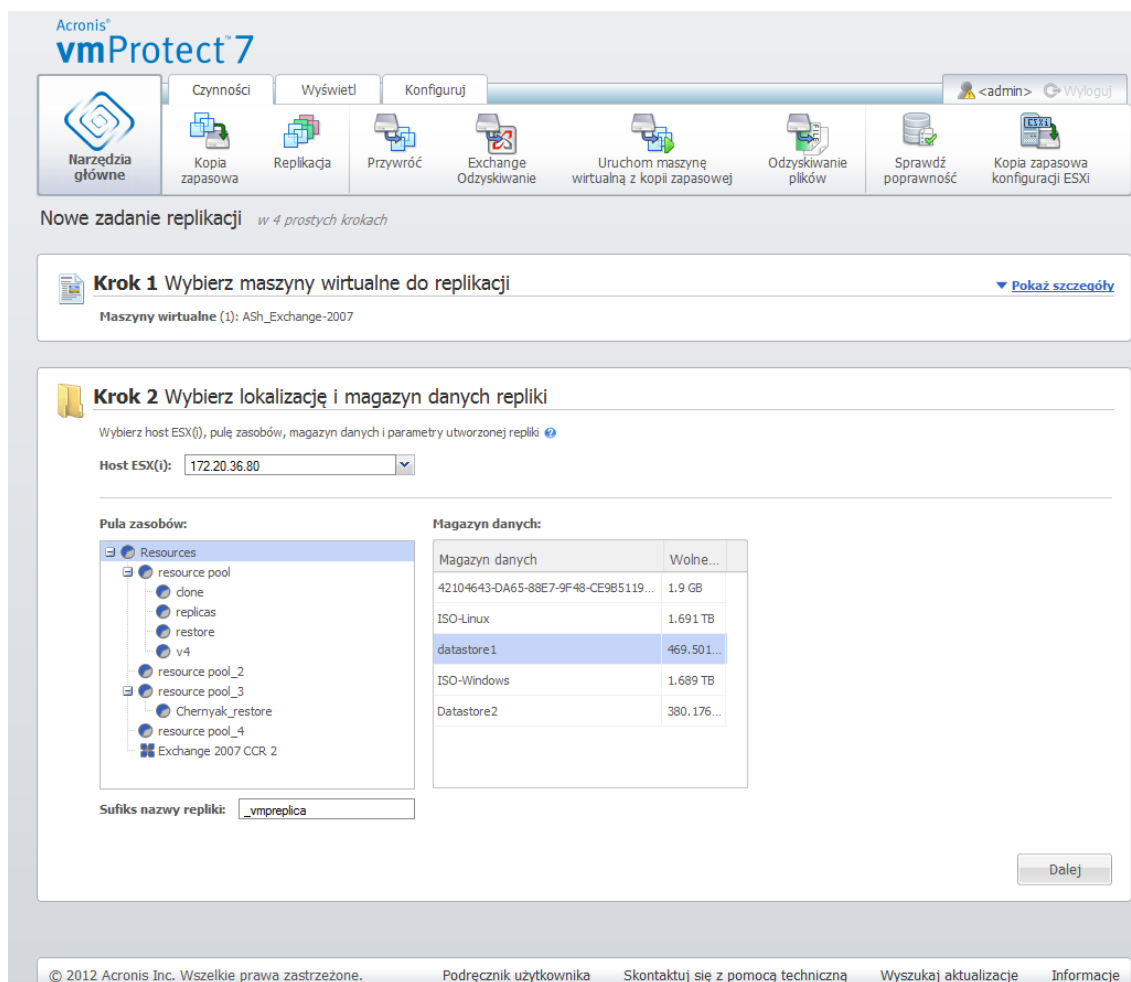 Acronis®
vmProtect™ 7
Czynności
Wyświetl
Konfiguruj
<admin>
Wyloguj
Narzędzia
główne
Kopia
zapasowa
Replikacja
Przywróć
Exchange
Odzyskiwanie
Uruchom maszynę
wirtualną z kopii zapasowej
Odzyskiwanie
plików
Sprawdź
poprawność
ESXi
Kopia zapasowa
konfiguracji ESXi
Nowe zadanie replikacji w 4 prostych krokach
Krok 1 Wybierz maszyny wirtualne do replikacji
Pokaż szczegóły
Maszyny wirtualne (1): ASh_Exchange-2007
Krok 2 Wybierz lokalizację i magazyn danych repliki
Wybierz host ESX(i), pulę zasobów, magazyn danych i parametry utworzonej repliki
Host ESX(i): 172.20.36.80
Pula zasobów:
Resources
resource pool
clone
replicas
restore
v4
resource pool_2
resource pool_3
Chernyak_restore
resource pool_4
Exchange 2007 CCR 2
Magazyn danych:
Magazyn danych Wolne...
42104643-DA65-88E7-9F48-CE9B5119... 1.9 GB
ISO-Linux 1.691 TB
datastore1 469.501...
ISO-Windows 1.689 TB
Datastore2 380.176...
Sufiks nazwy repliki: _vmpreplica
Dalej
© 2012 Acronis Inc. Wszelkie prawa zastrzeżone. Podręcznik użytkownika Skontaktuj się z pomocą techniczną Wyszukaj aktualizacje Informacje